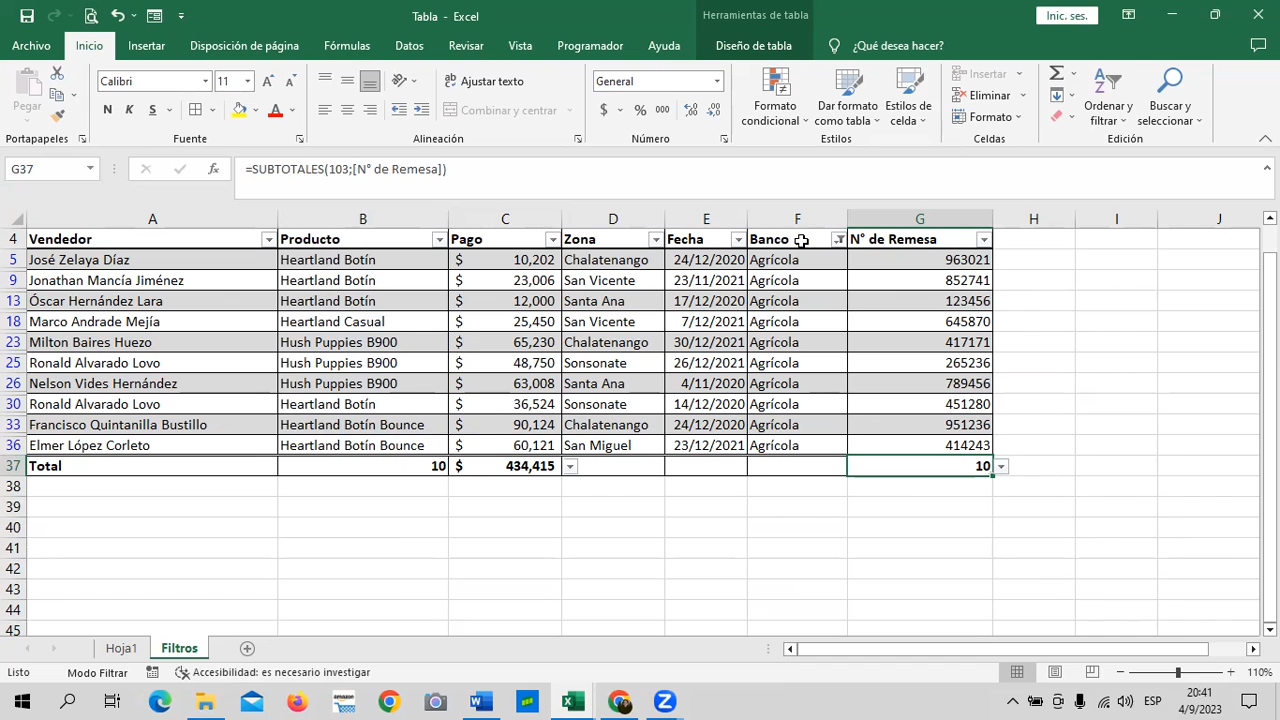 Tabla - Excel
Herramientas de tabla
Inic. ses.
Archivo Inicio Insertar Disposición de página Fórmulas Datos Revisar Vista Programador Ayuda Diseño de tabla ¿Qué desea hacer?
Pegar
Calibri 11
Ajustar texto
General
Insertar
Eliminar
Formato
N K S
Combinar y centrar
$ % 000
Formato condicional
Dar formato como tabla
Estilos de celda
Ordenar y filtrar
Buscar y seleccionar
Portapapeles Fuente Alineación Número Estilos Celdas Edición
G37 fx =SUBTOTALES(103;[N° de Remesa])
A B C D E F G H I J
4 Vendedor Producto Pago Zona Fecha Banco N° de Remesa
5 José Zelaya Díaz Heartland Botín $ 10,202 Chalatenango 24/12/2020 Agrícola 963021
9 Jonathan Mancía Jiménez Heartland Botín $ 23,006 San Vicente 23/11/2021 Agrícola 852741
13 Óscar Hernández Lara Heartland Botín $ 12,000 Santa Ana 17/12/2020 Agrícola 123456
18 Marco Andrade Mejía Heartland Casual $ 25,450 San Vicente 7/12/2021 Agrícola 645870
23 Milton Baires Huezo Hush Puppies B900 $ 65,230 Chalatenango 30/12/2021 Agrícola 417171
25 Ronald Alvarado Lovo Hush Puppies B900 $ 48,750 Sonsonate 26/12/2021 Agrícola 265236
26 Nelson Vides Hernández Hush Puppies B900 $ 63,008 Santa Ana 4/11/2020 Agrícola 789456
30 Ronald Alvarado Lovo Heartland Botín $ 36,524 Sonsonate 14/12/2020 Agrícola 451280
33 Francisco Quintanilla Bustillo Heartland Botín Bounce $ 90,124 Chalatenango 24/12/2020 Agrícola 951236
36 Elmer López Corleto Heartland Botín Bounce $ 60,121 San Miguel 23/12/2021 Agrícola 414243
37 Total 10 $ 434,415 10
38
39
40
41
42
43
44
45
Hoja1 Filtros
Listo Modo Filtrar Accesibilidad: es necesario investigar 110%
ESP
20:41
4/9/2023